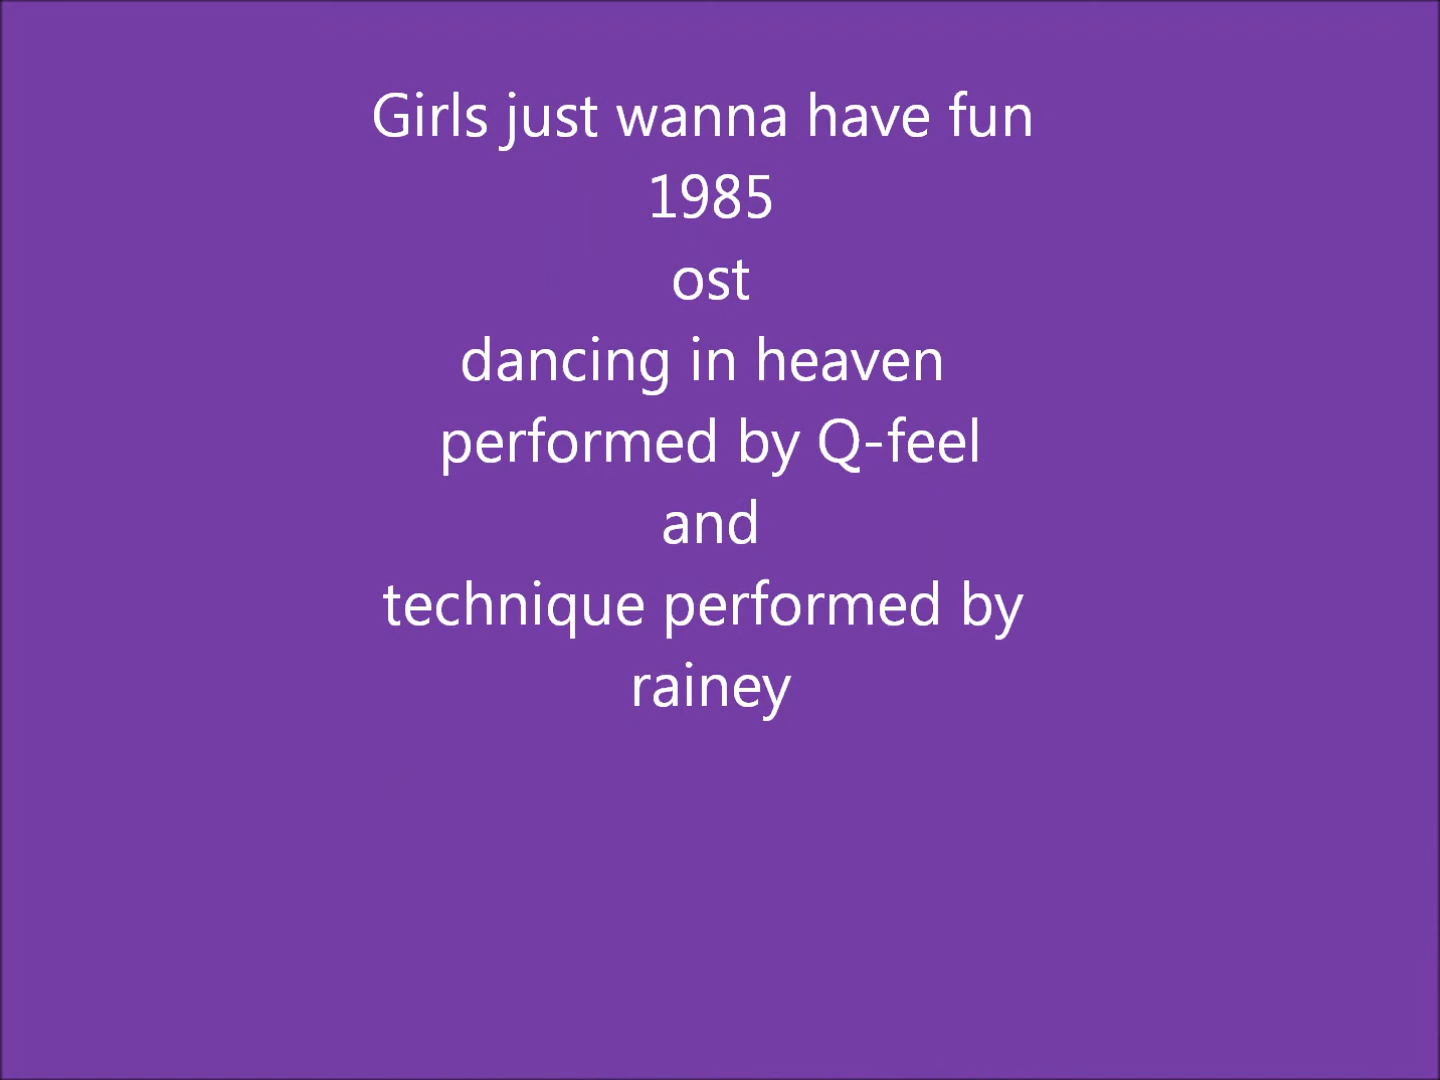 Girls just wanna have fun
1985
ost
dancing in heaven
performed by Q-feel
and
technique performed by
rainey